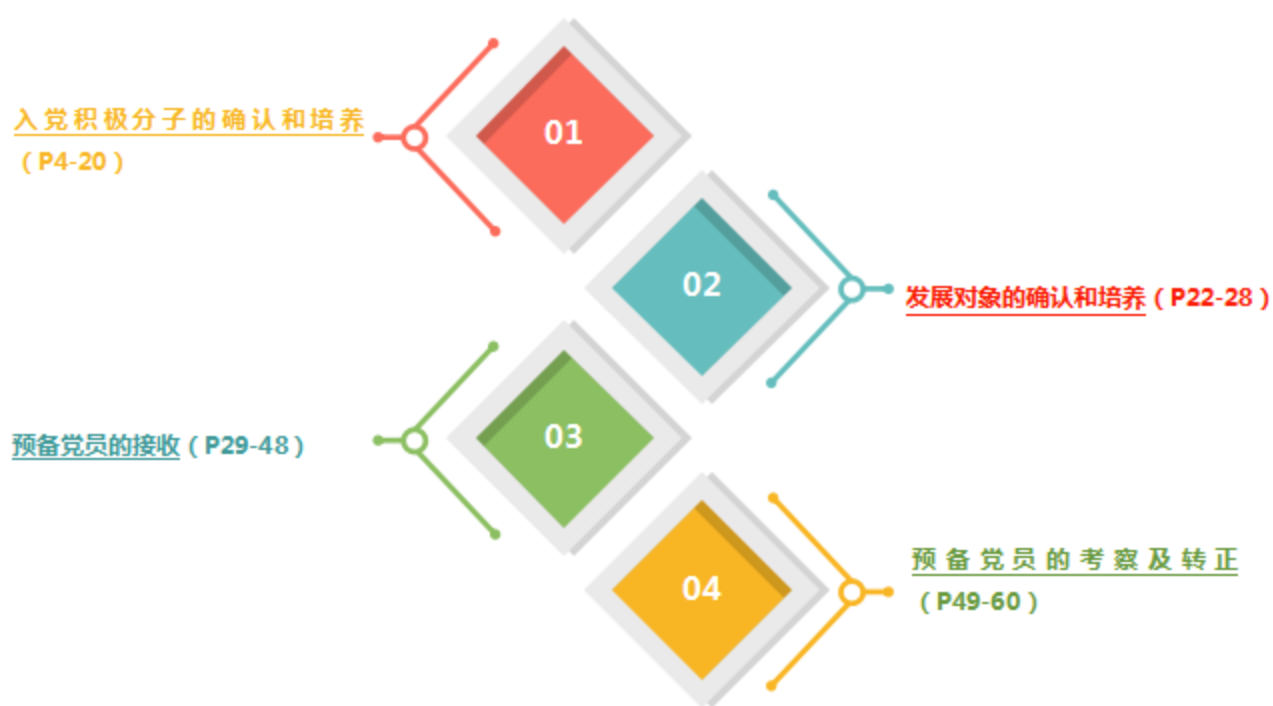 01
入党积极分子的确认和培养
（P4-20）
02
发展对象的确认和培养（P22-28）
03
预备党员的接收（P29-48）
04
预备党员的考察及转正
（P49-60）